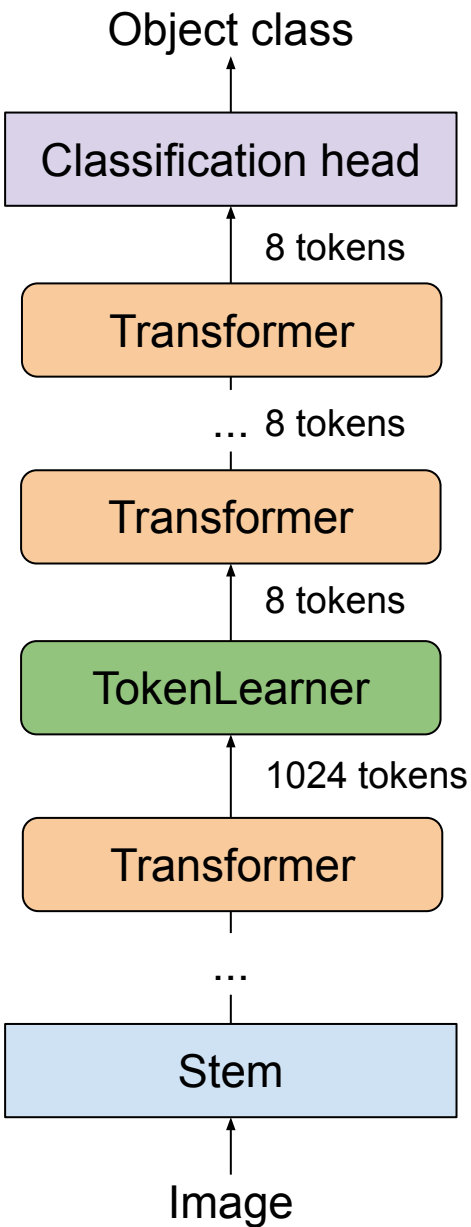 Object class
Classification head
8 tokens
Transformer
... 8 tokens
Transformer
8 tokens
TokenLearner
1024 tokens
Transformer
...
Stem
Image